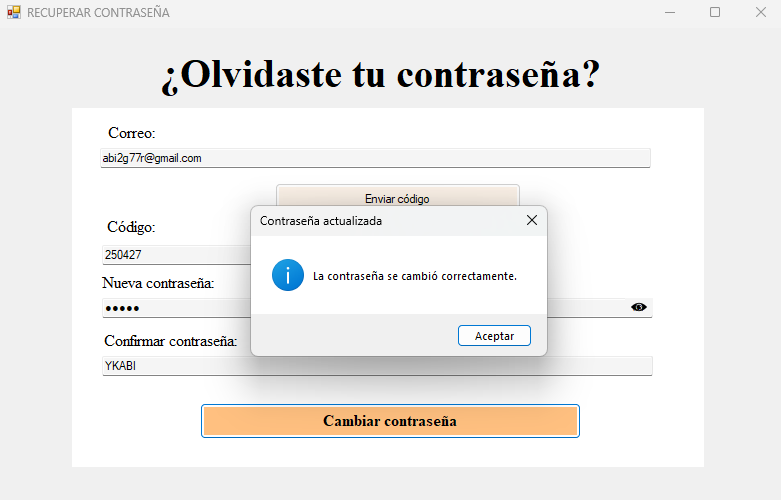 RECUPERAR CONTRASEÑA
¿Olvidaste tu contraseña?
Correo:
abi2g77r@gmail.com
Enviar código
Código:
250427
Contraseña actualizada
La contraseña se cambió correctamente.
Aceptar
Nueva contraseña:
●●●●●
Confirmar contraseña:
YKABI
Cambiar contraseña